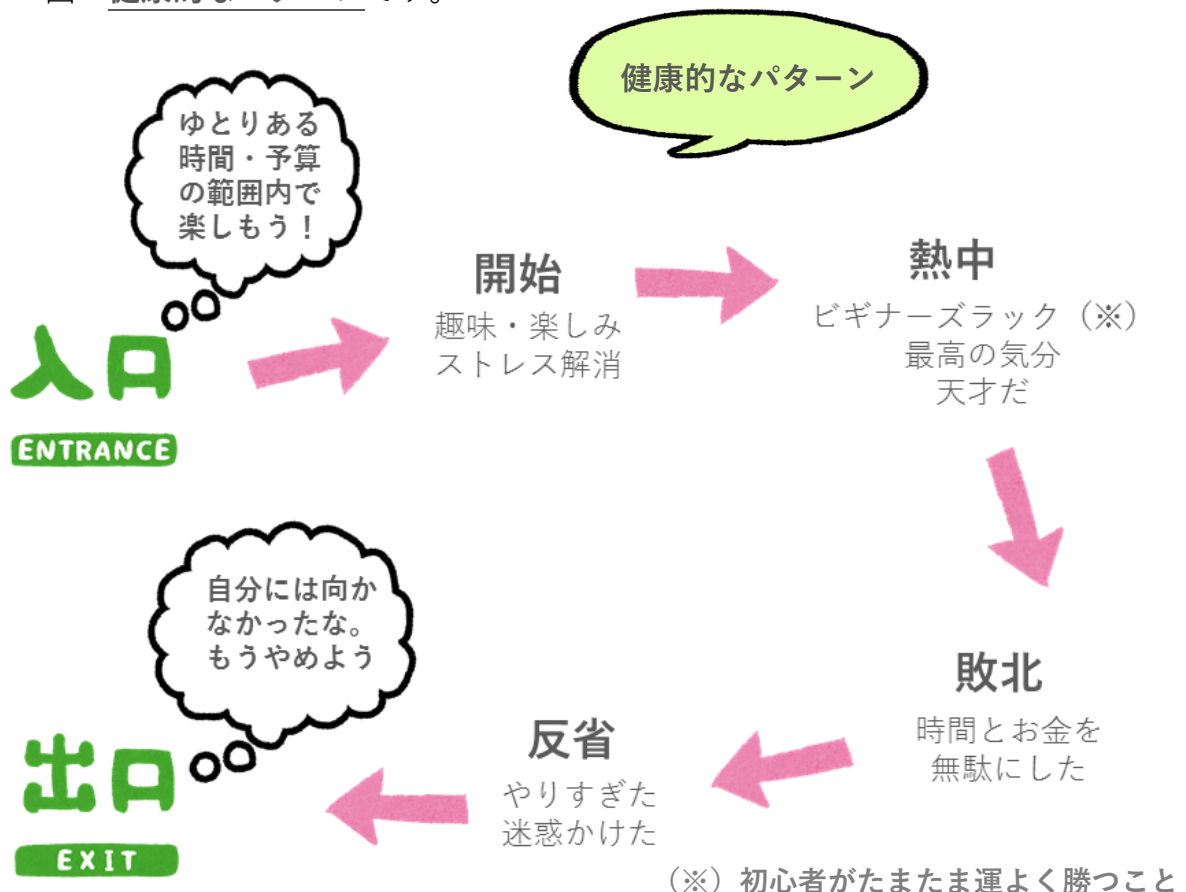 健康的なパターン
ゆとりある
時間・予算
の範囲内で
楽しもう！
入口
ENTRANCE
開始
趣味・楽しみ
ストレス解消
熱中
ビギナーズラック（※）
最高の気分
天才だ
敗北
時間とお金を
無駄にした
反省
やりすぎた
迷惑かけた
自分には向か
なかったな。
もうやめよう
出口
EXIT
（※）初心者がたまたま運よく勝つこと